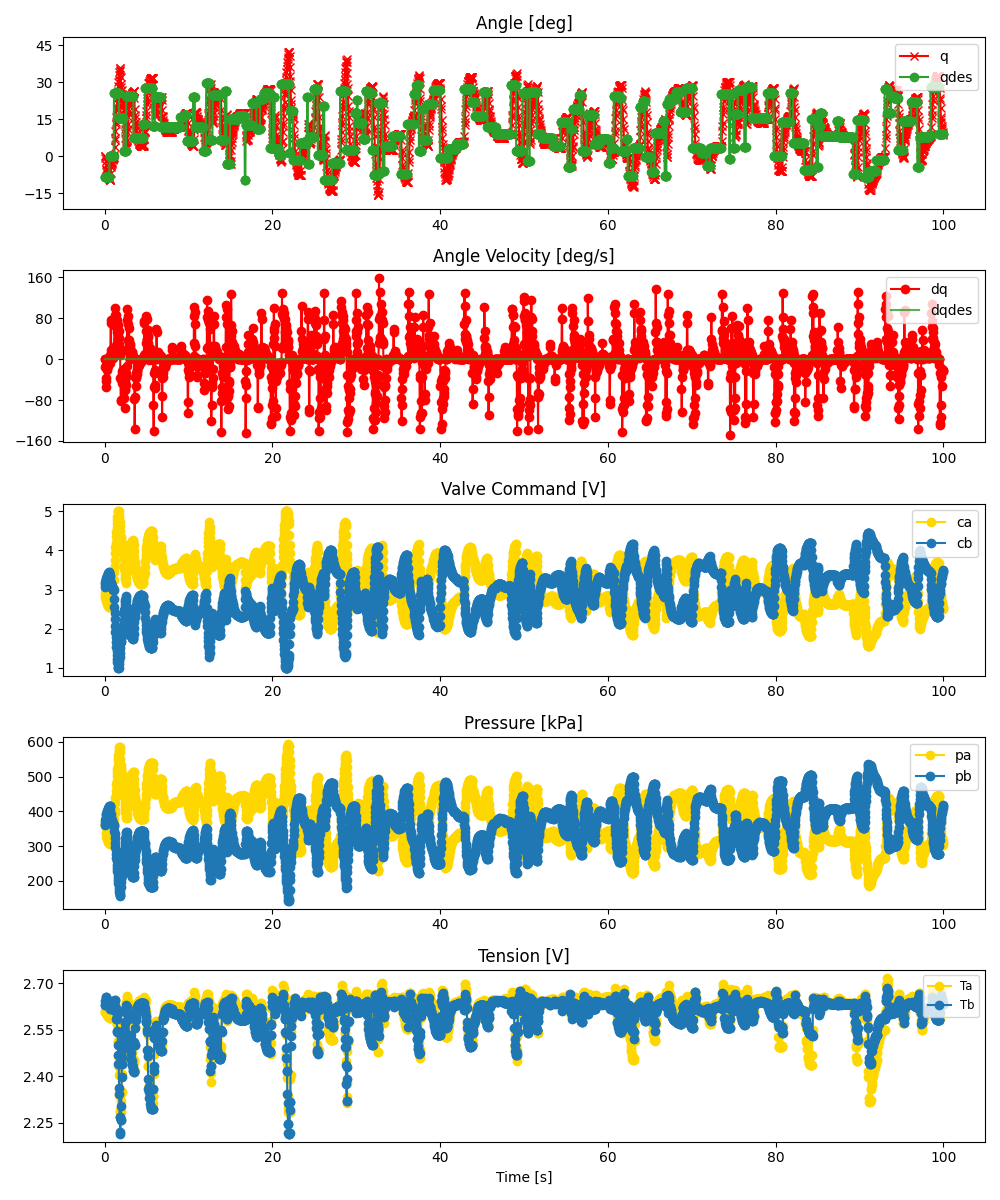 Angle [deg]
45
30
15
0
−15
q
qdes
0 20 40 60 80 100
Angle Velocity [deg/s]
160
80
0
−80
−160
dq
dqdes
0 20 40 60 80 100
Valve Command [V]
5
4
3
2
1
ca
cb
0 20 40 60 80 100
Pressure [kPa]
600
500
400
300
200
pa
pb
0 20 40 60 80 100
Tension [V]
2.70
2.55
2.40
2.25
Ta
Tb
0 20 40 60 80 100
Time [s]